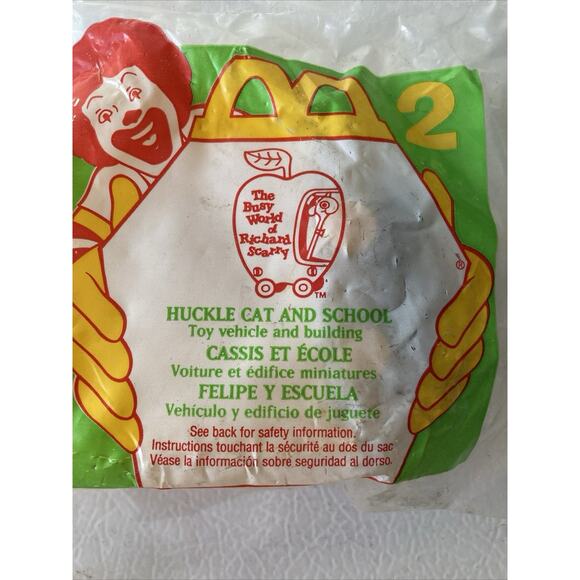 2
The
Busy
World
of
Richard
Scarry
TM
®
HUCKLE CAT AND SCHOOL
Toy vehicle and building
CASSIS ET ÉCOLE
Voiture et édifice miniatures
FELIPE Y ESCUELA
Vehículo y edificio de juguete
See back for safety information.
Instructions touchant la sécurité au dos du sac
Véase la información sobre seguridad al dorso.